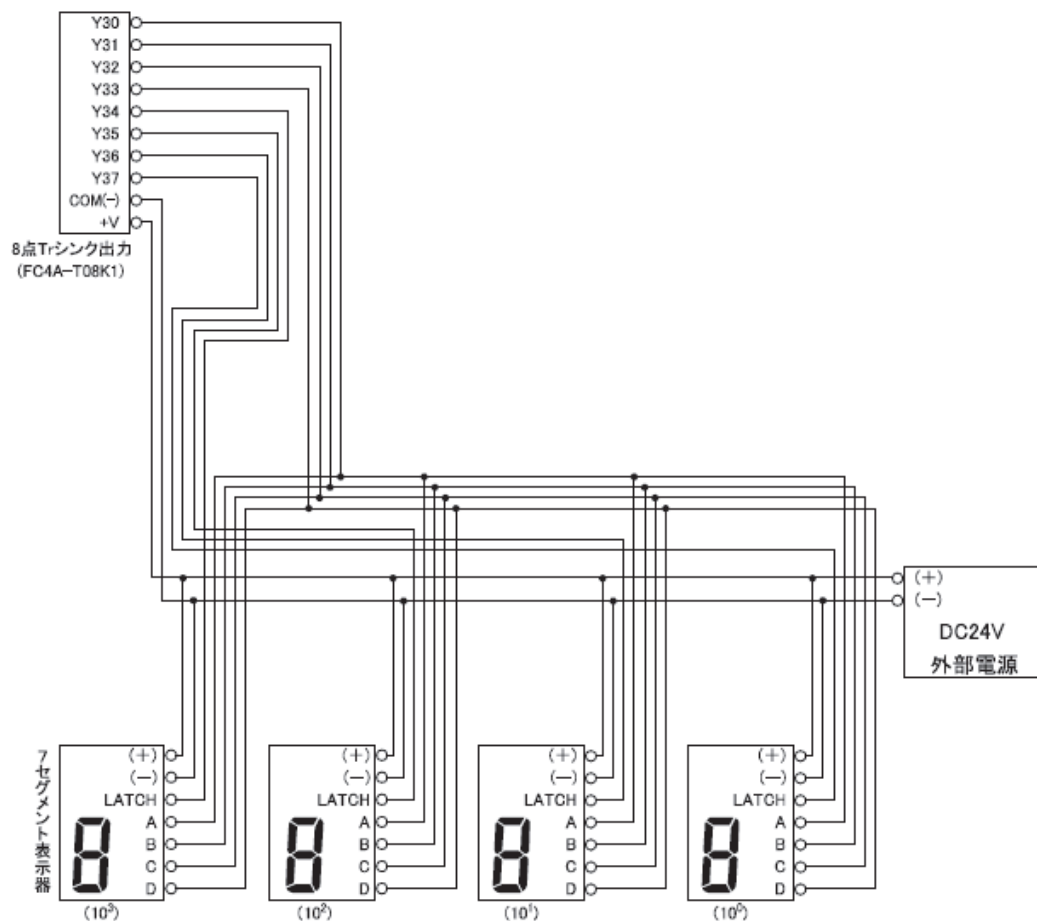 Y30
Y31
Y32
Y33
Y34
Y35
Y36
Y37
COM(-)
+V
8点Trシンク出力
(FC4A-T08K1)
(+)
(-)
DC24V
外部電源
7セグメント表示器
(+)
(-)
LATCH
A
B
C
D
(10³)
(+)
(-)
LATCH
A
B
C
D
(10²)
(+)
(-)
LATCH
A
B
C
D
(10¹)
(+)
(-)
LATCH
A
B
C
D
(10⁰)